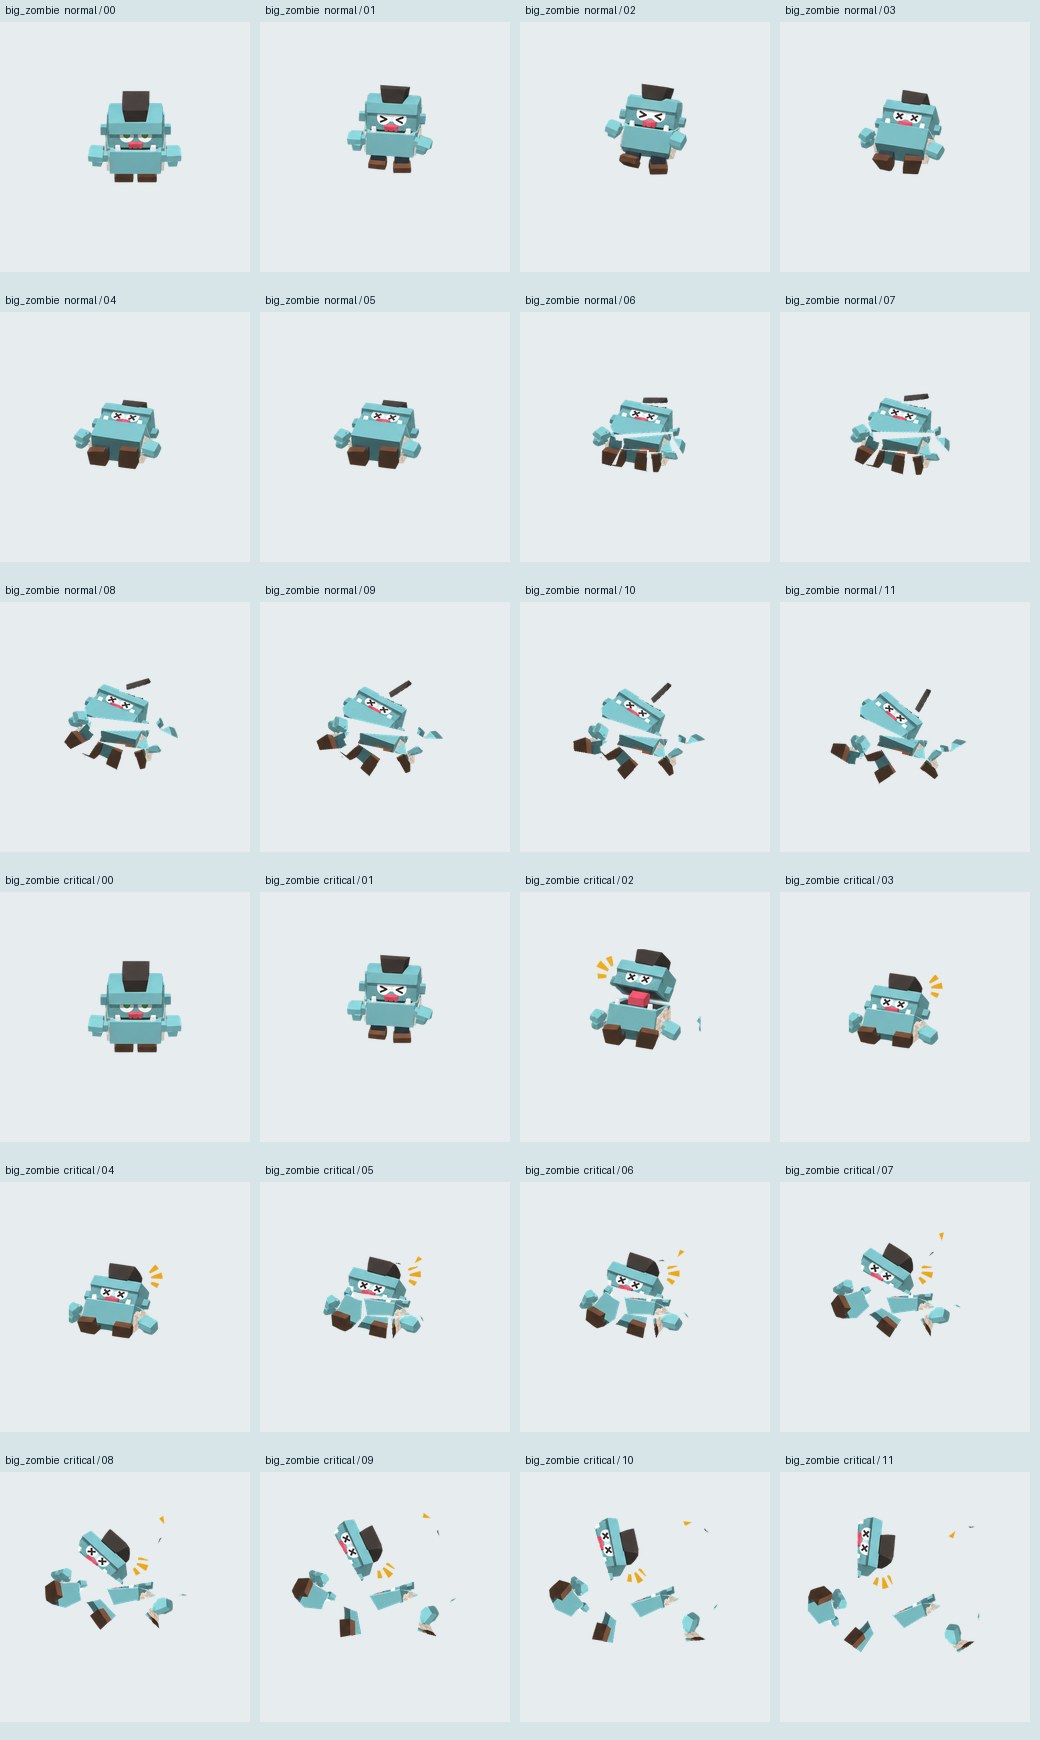 big_zombie normal/00
big_zombie normal/01
big_zombie normal/02
big_zombie normal/03
big_zombie normal/04
big_zombie normal/05
big_zombie normal/06
big_zombie normal/07
big_zombie normal/08
big_zombie normal/09
big_zombie normal/10
big_zombie normal/11
big_zombie critical/00
big_zombie critical/01
big_zombie critical/02
big_zombie critical/03
big_zombie critical/04
big_zombie critical/05
big_zombie critical/06
big_zombie critical/07
big_zombie critical/08
big_zombie critical/09
big_zombie critical/10
big_zombie critical/11